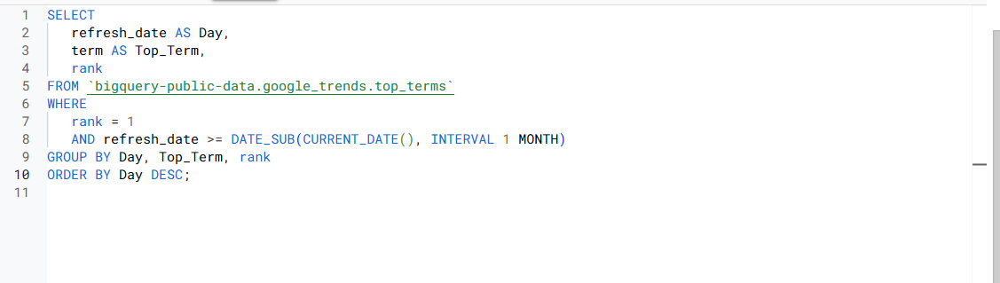 1 SELECT
2 refresh_date AS Day,
3 term AS Top_Term,
4 rank
5 FROM `bigquery-public-data.google_trends.top_terms`
6 WHERE
7 rank = 1
8 AND refresh_date >= DATE_SUB(CURRENT_DATE(), INTERVAL 1 MONTH)
9 GROUP BY Day, Top_Term, rank
10 ORDER BY Day DESC;
11